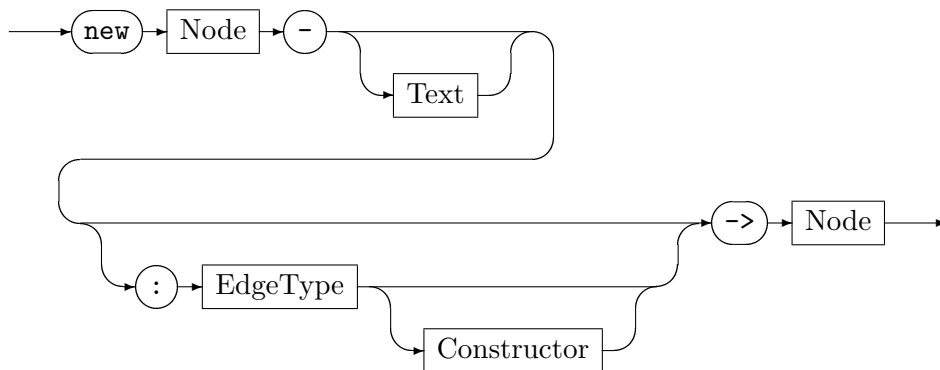 new Node -
Text
-> Node
: EdgeType
Constructor